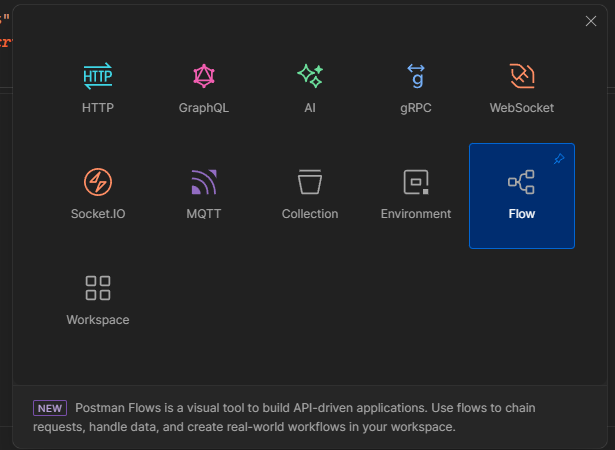 HTTP
HTTP GraphQL AI gRPC WebSocket
Socket.IO MQTT Collection Environment Flow
Workspace
NEW Postman Flows is a visual tool to build API-driven applications. Use flows to chain
requests, handle data, and create real-world workflows in your workspace.